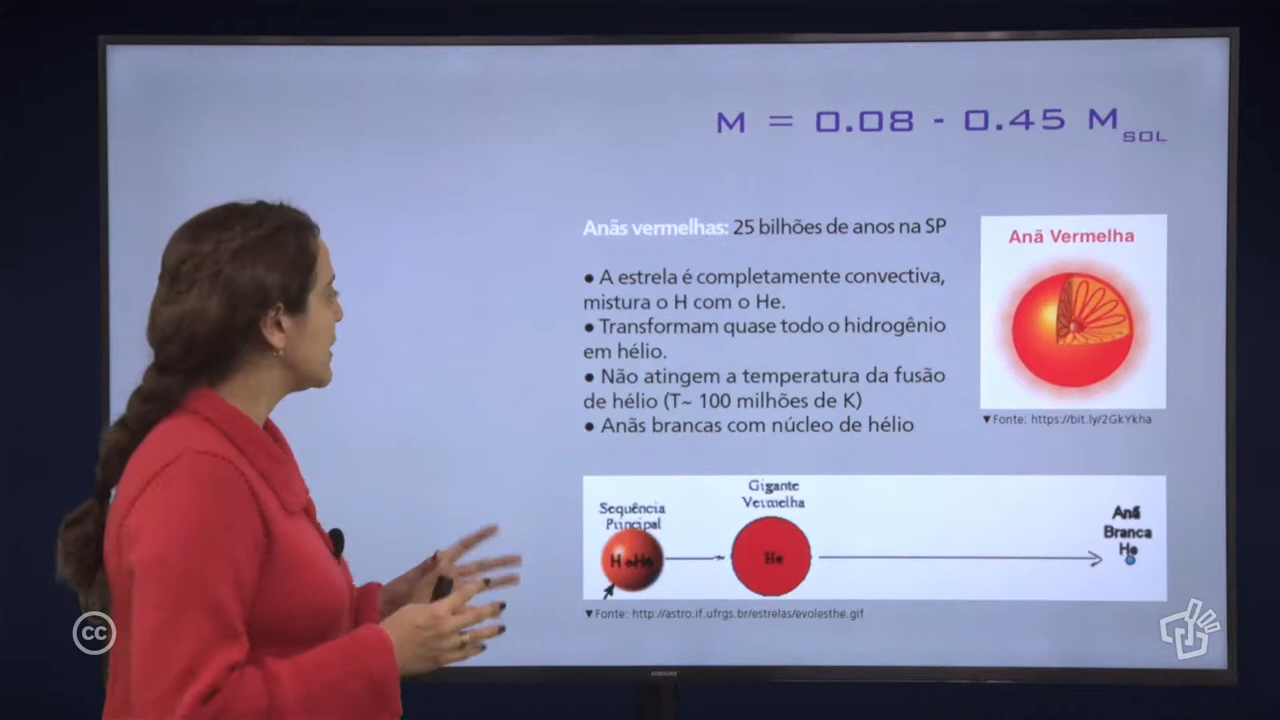 M = 0.08 - 0.45 M SOL
Anãs vermelhas: 25 bilhões de anos na SP
● A estrela é completamente convectiva,
mistura o H com o He.
● Transformam quase todo o hidrogênio
em hélio.
● Não atingem a temperatura da fusão
de hélio (T~ 100 milhões de K)
● Anãs brancas com núcleo de hélio
Anã Vermelha
▼Fonte: https://bit.ly/2GkYkha
Sequência
Principal
H→He
Gigante
Vermelha
He
Anã
Branca
He
▼Fonte: http://astro.if.ufrgs.br/estrelas/evolesthe.gif
cc
SAMSUNG